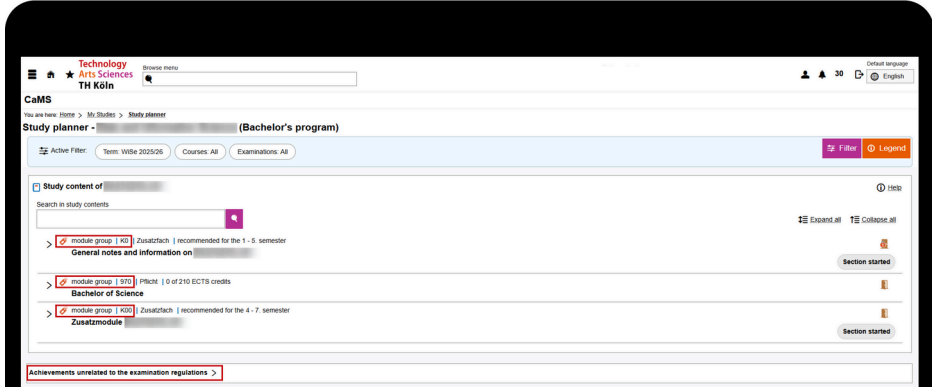 Technology
Arts Sciences
TH Köln
Browse menu
30
Default language
English
CaMS
You are here: Home > My Studies > Study planner
Study planner - (Bachelor's program)
Active Filter: Term: WiSe 2025/26 Courses: All Examinations: All
Filter Legend
Study content of
Help
Search in study contents
Expand all Collapse all
module group | K0 | Zusatzfach | recommended for the 1 - 5. semester
General notes and information on
Section started
module group | 970 | Pflicht | 0 of 210 ECTS credits
Bachelor of Science
module group | K00 | Zusatzfach | recommended for the 4 - 7. semester
Zusatzmodule
Section started
Achievements unrelated to the examination regulations >